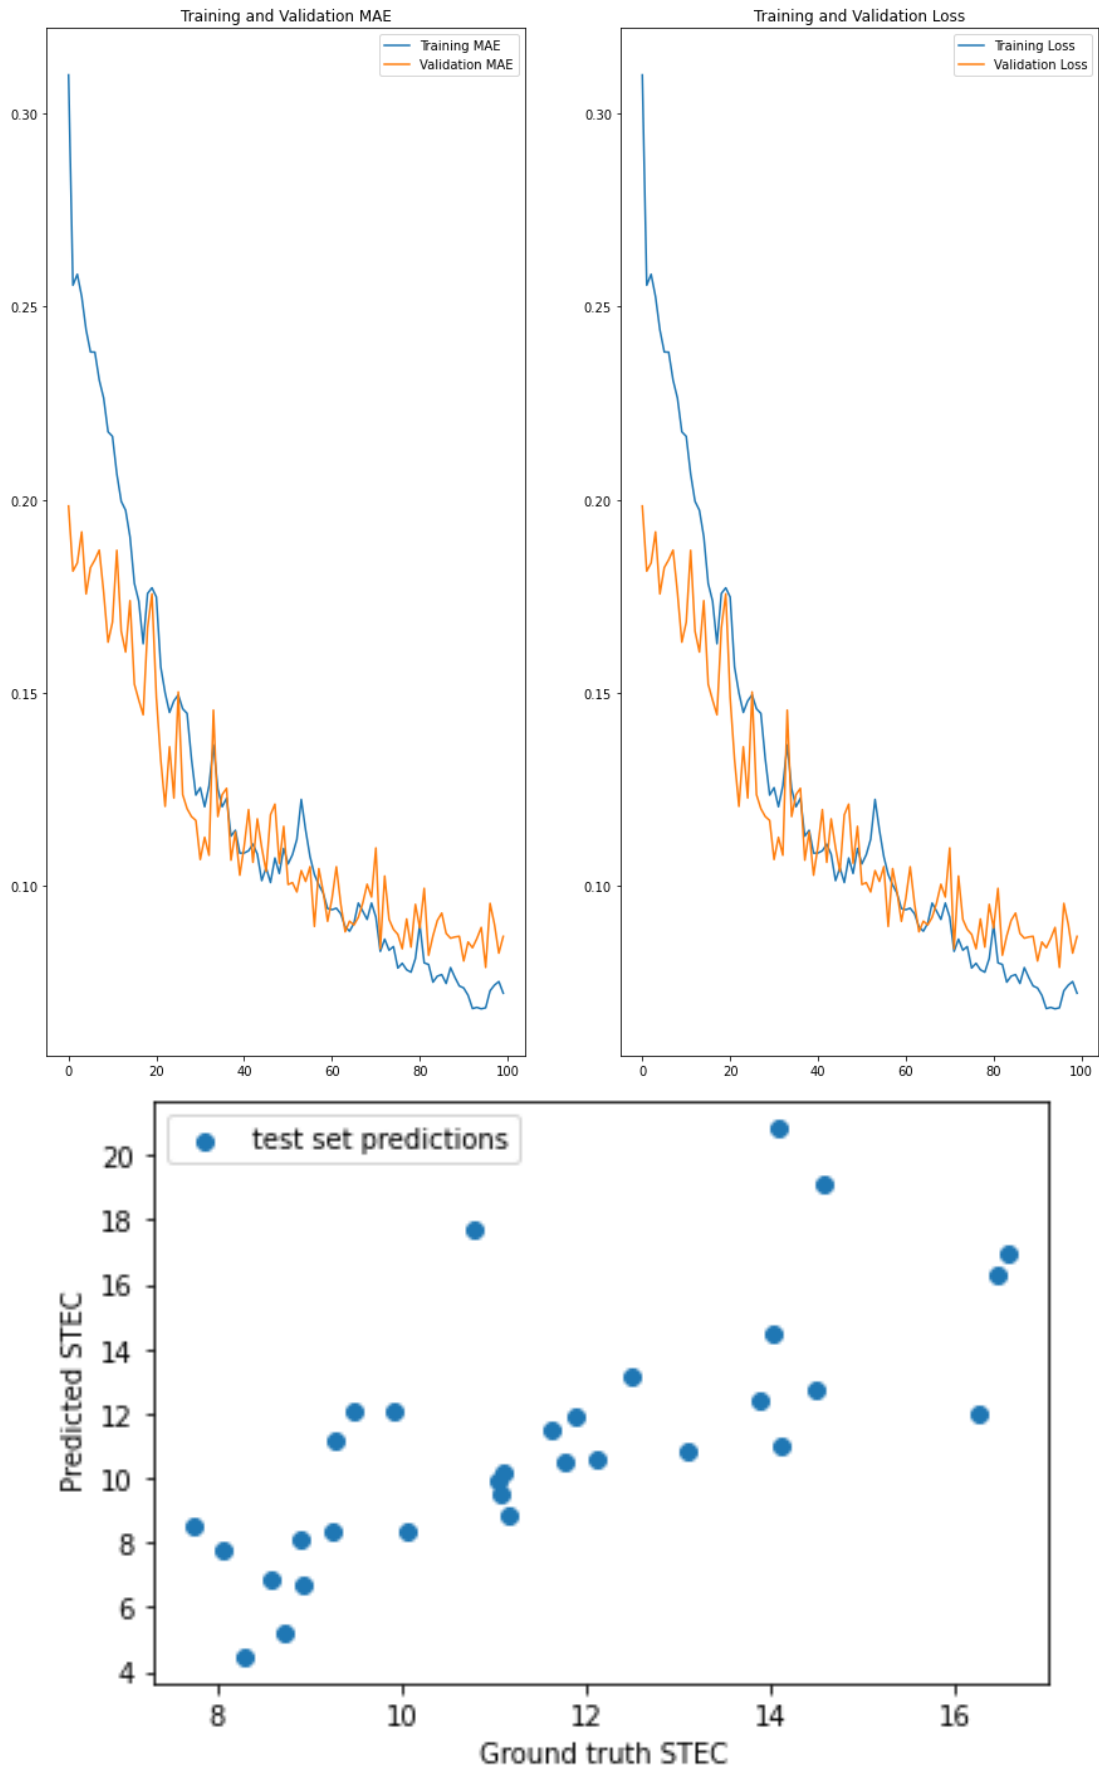 Training and Validation MAE
Training MAE
Validation MAE
0.30
0.25
0.20
0.15
0.10
0 20 40 60 80 100
Training and Validation Loss
Training Loss
Validation Loss
0.30
0.25
0.20
0.15
0.10
0 20 40 60 80 100
test set predictions
Predicted STEC
20
18
16
14
12
10
8
6
4
8 10 12 14 16
Ground truth STEC